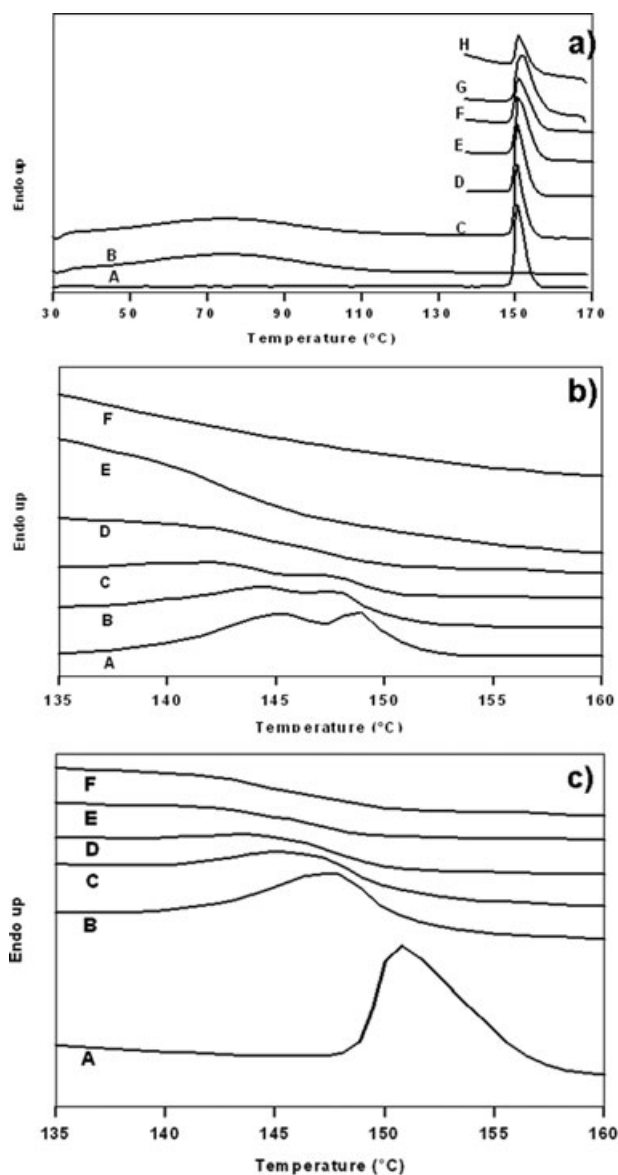 a)
H
G
F
E
D
C
B
A
Endo up
30 50 70 90 110 130 150 170
Temperature (°C)
b)
F
E
D
C
B
A
Endo up
135 140 145 150 155 160
Temperature (°C)
c)
F
E
D
C
B
A
Endo up
135 140 145 150 155 160
Temperature (°C)